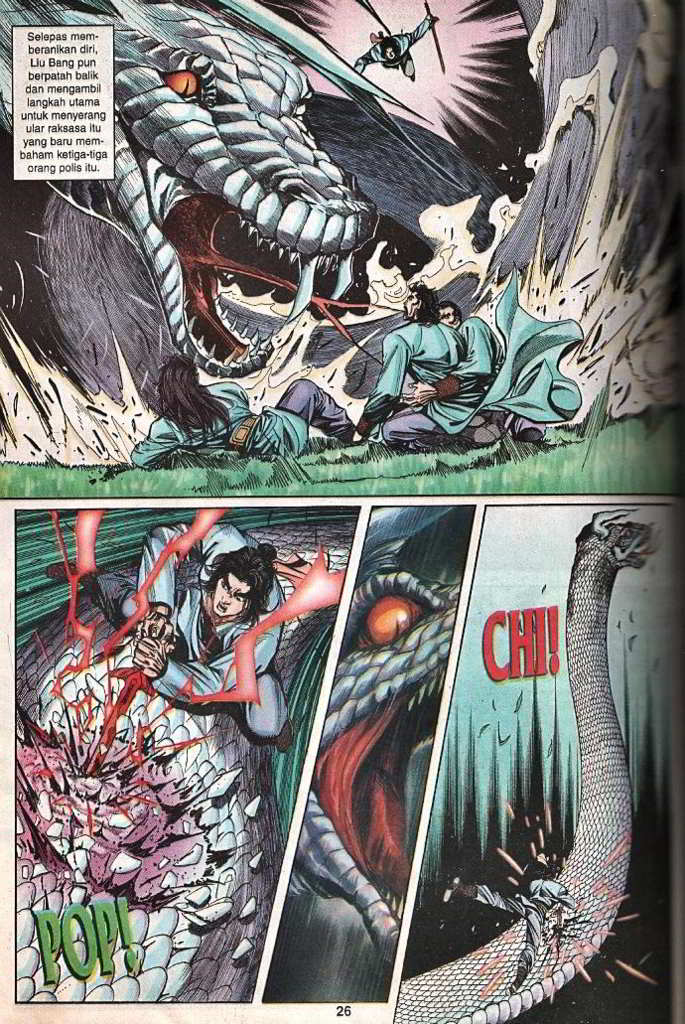 Selepas mem-
beranikan diri,
Liu Bang pun
berpatah balik
dan mengambil
langkah utama
untuk menyerang
ular raksasa itu
yang baru mem-
baham ketiga-tiga
orang polis itu.
CHI!
POP!
26